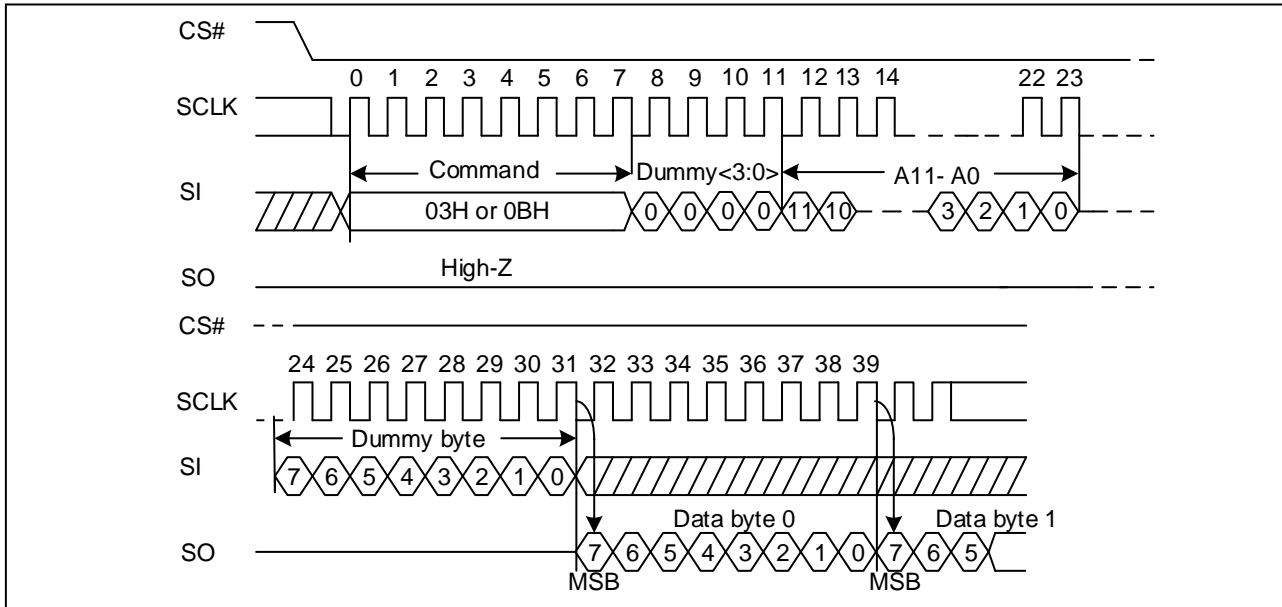 CS#
0 1 2 3 4 5 6 7 8 9 10 11 12 13 14 22 23
SCLK
Command Dummy<3:0> A11- A0
SI
03H or 0BH 0 0 0 0 11 10 3 2 1 0
High-Z
SO
CS#
24 25 26 27 28 29 30 31 32 33 34 35 36 37 38 39
SCLK
Dummy byte
SI
7 6 5 4 3 2 1 0
Data byte 0 Data byte 1
SO
7 6 5 4 3 2 1 0 7 6 5
MSB MSB